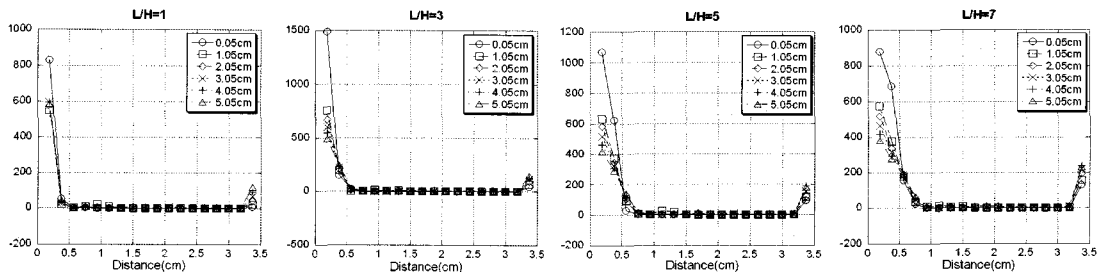 L/H=1
1000
800
600
400
200
0
-200
0 0.5 1 1.5 2 2.5 3 3.5
Distance(cm)
0.05cm
1.05cm
2.05cm
3.05cm
4.05cm
5.05cm
L/H=3
1500
1000
500
0
-500
0 0.5 1 1.5 2 2.5 3 3.5
Distance(cm)
0.05cm
1.05cm
2.05cm
3.05cm
4.05cm
5.05cm
L/H=5
1200
1000
800
600
400
200
0
-200
0 0.5 1 1.5 2 2.5 3 3.5
Distance(cm)
0.05cm
1.05cm
2.05cm
3.05cm
4.05cm
5.05cm
L/H=7
1000
800
600
400
200
0
-200
0 0.5 1 1.5 2 2.5 3 3.5
Distance(cm)
0.05cm
1.05cm
2.05cm
3.05cm
4.05cm
5.05cm